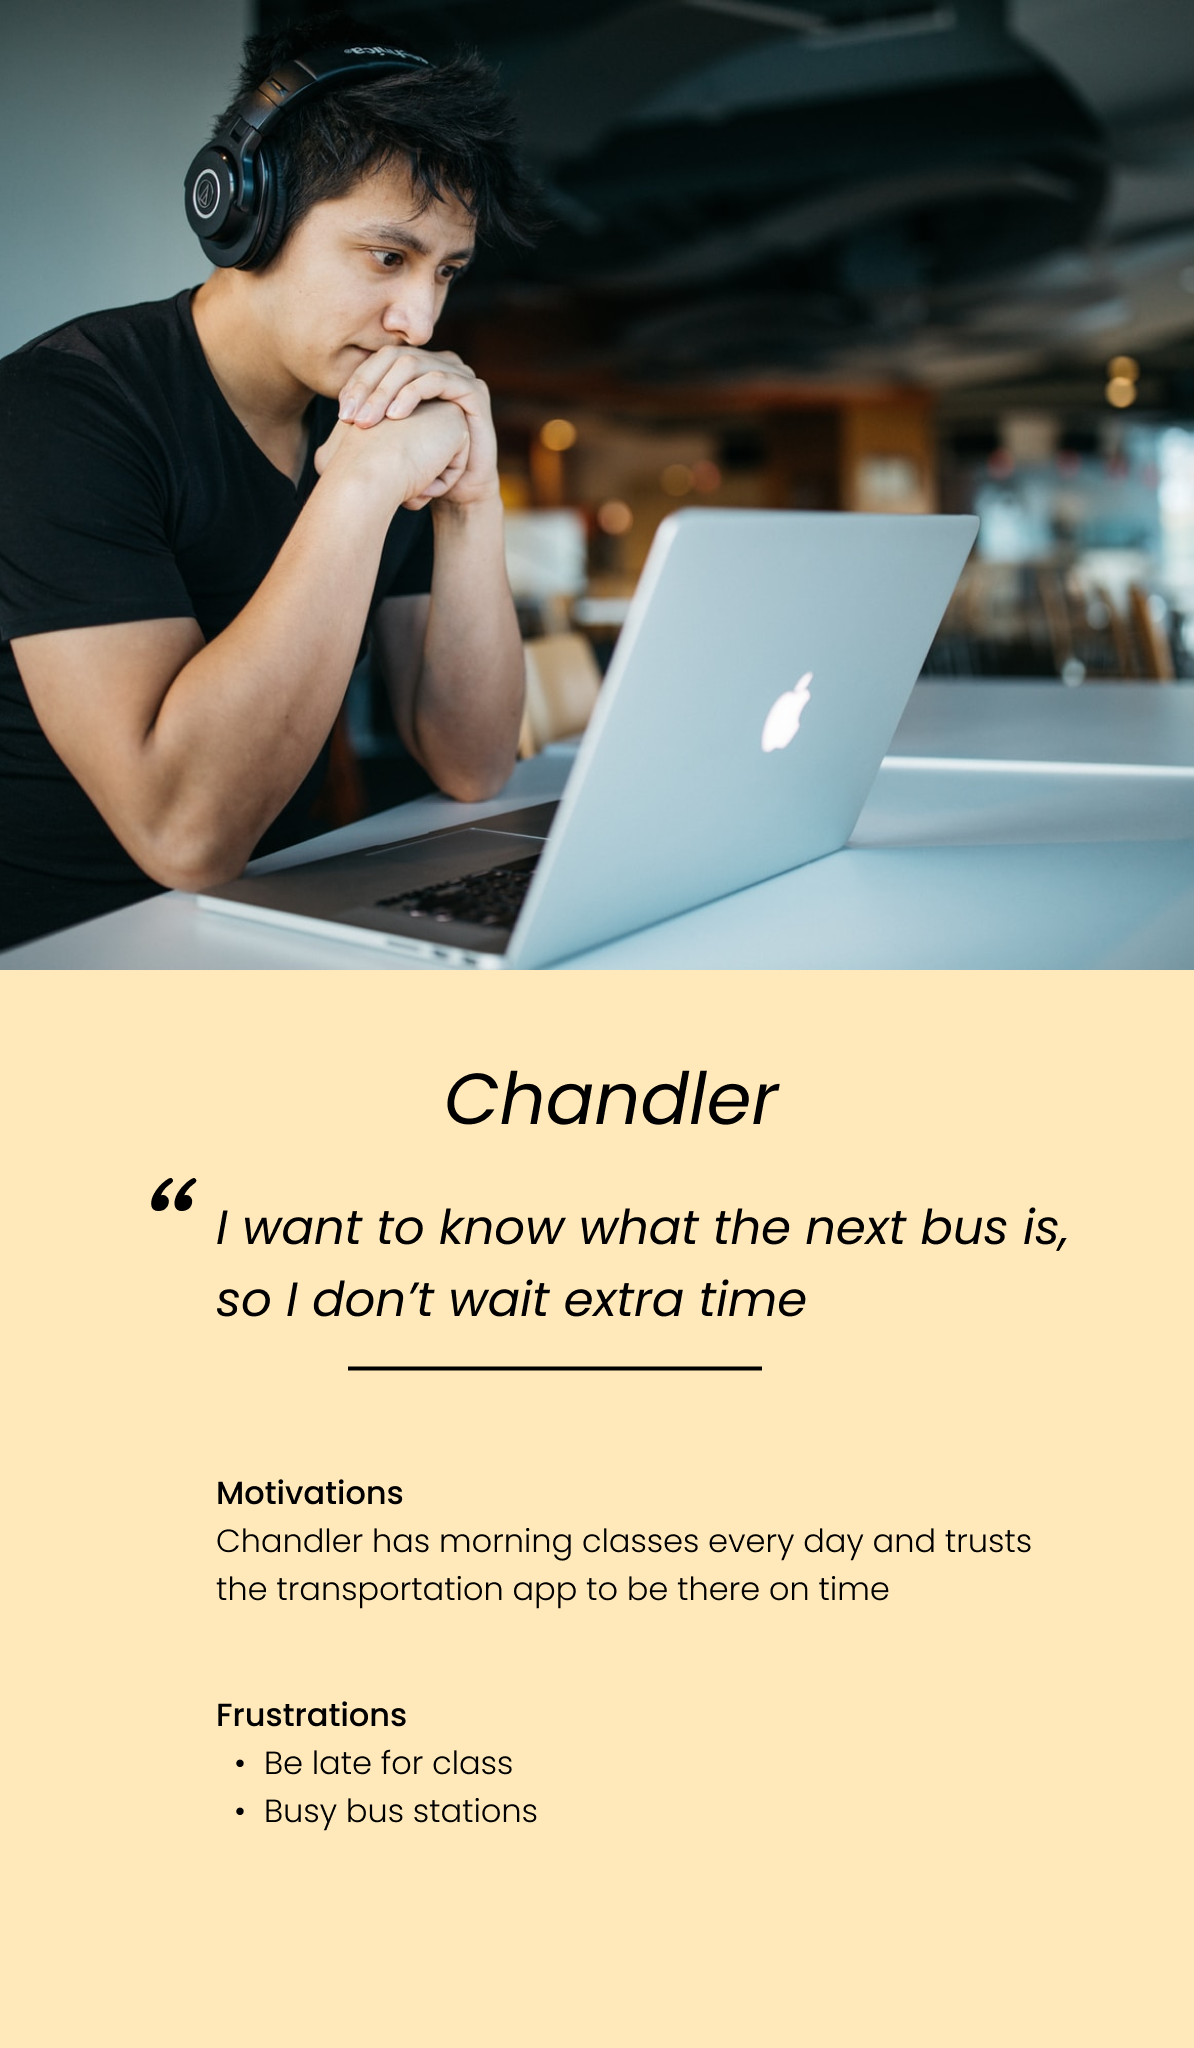 Chandler
“ I want to know what the next bus is,
so I don’t wait extra time
Motivations
Chandler has morning classes every day and trusts
the transportation app to be there on time
Frustrations
• Be late for class
• Busy bus stations